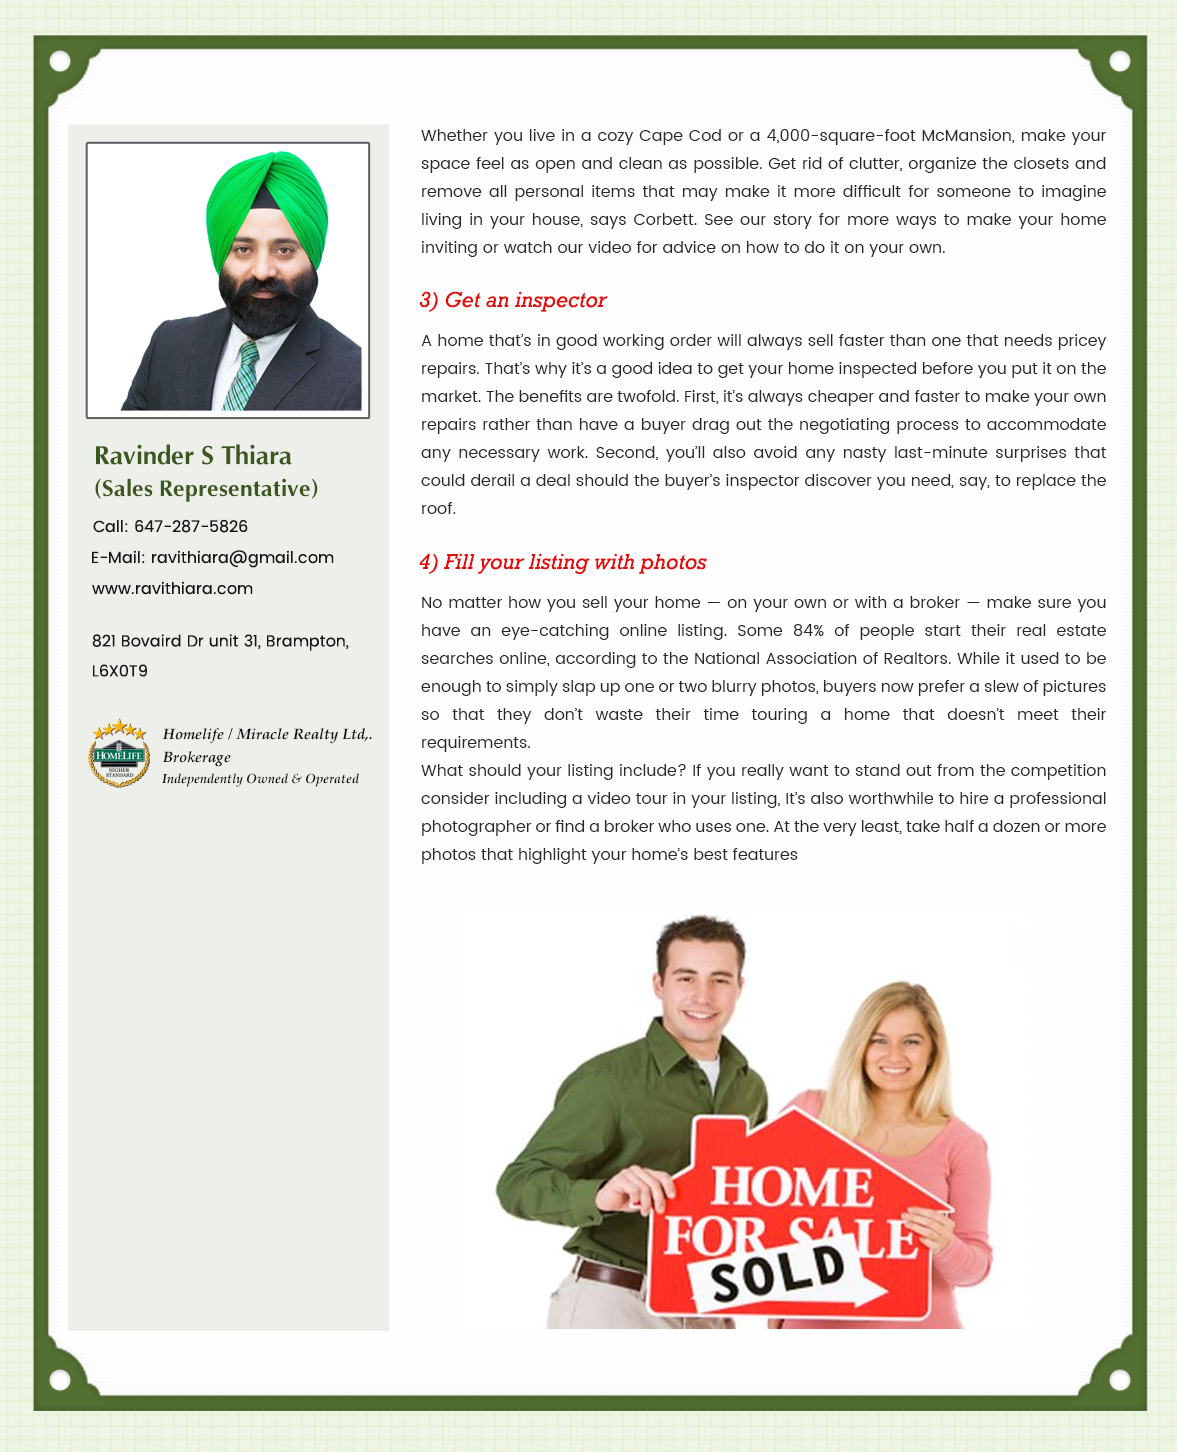 Ravinder S Thiara
(Sales Representative)
Call: 647-287-5826
E-Mail: ravithiara@gmail.com
www.ravithiara.com
821 Bovaird Dr unit 31, Brampton,
L6X0T9
HOMELIFE
HIGHER
STANDARD
Homelife / Miracle Realty Ltd,.
Brokerage
Independently Owned & Operated
Whether you live in a cozy Cape Cod or a 4,000-square-foot McMansion, make your
space feel as open and clean as possible. Get rid of clutter, organize the closets and
remove all personal items that may make it more difficult for someone to imagine
living in your house, says Corbett. See our story for more ways to make your home
inviting or watch our video for advice on how to do it on your own.
3) Get an inspector
A home that’s in good working order will always sell faster than one that needs pricey
repairs. That’s why it’s a good idea to get your home inspected before you put it on the
market. The benefits are twofold. First, it’s always cheaper and faster to make your own
repairs rather than have a buyer drag out the negotiating process to accommodate
any necessary work. Second, you’ll also avoid any nasty last-minute surprises that
could derail a deal should the buyer’s inspector discover you need, say, to replace the
roof.
4) Fill your listing with photos
No matter how you sell your home — on your own or with a broker — make sure you
have an eye-catching online listing. Some 84% of people start their real estate
searches online, according to the National Association of Realtors. While it used to be
enough to simply slap up one or two blurry photos, buyers now prefer a slew of pictures
so that they don’t waste their time touring a home that doesn’t meet their
requirements.
What should your listing include? If you really want to stand out from the competition
consider including a video tour in your listing, It’s also worthwhile to hire a professional
photographer or find a broker who uses one. At the very least, take half a dozen or more
photos that highlight your home’s best features
HOME
FOR SALE
SOLD